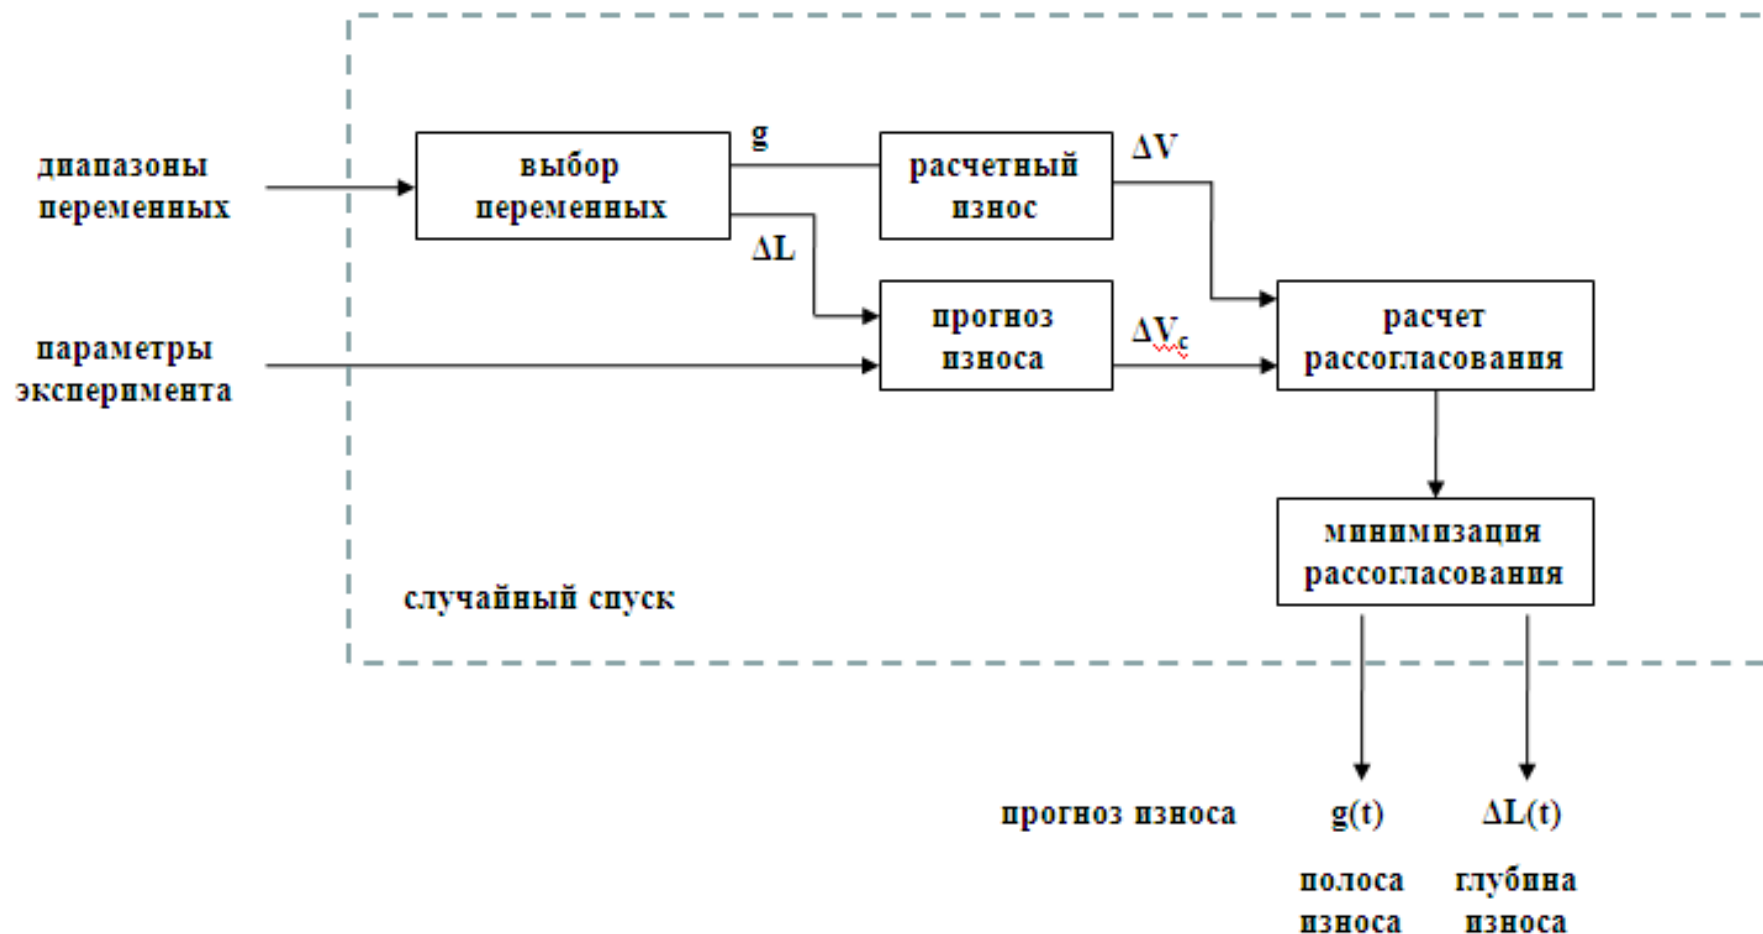 диапазоны
переменных
выбор
переменных
g
ΔL
расчетный
износ
ΔV
параметры
эксперимента
прогноз
износа
ΔVc
расчет
рассогласования
минимизация
рассогласования
случайный спуск
прогноз износа
g(t)
ΔL(t)
полоса
износа
глубина
износа